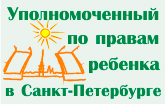 Уполномоченный
по правам
ребенка
в Санкт-Петербурге